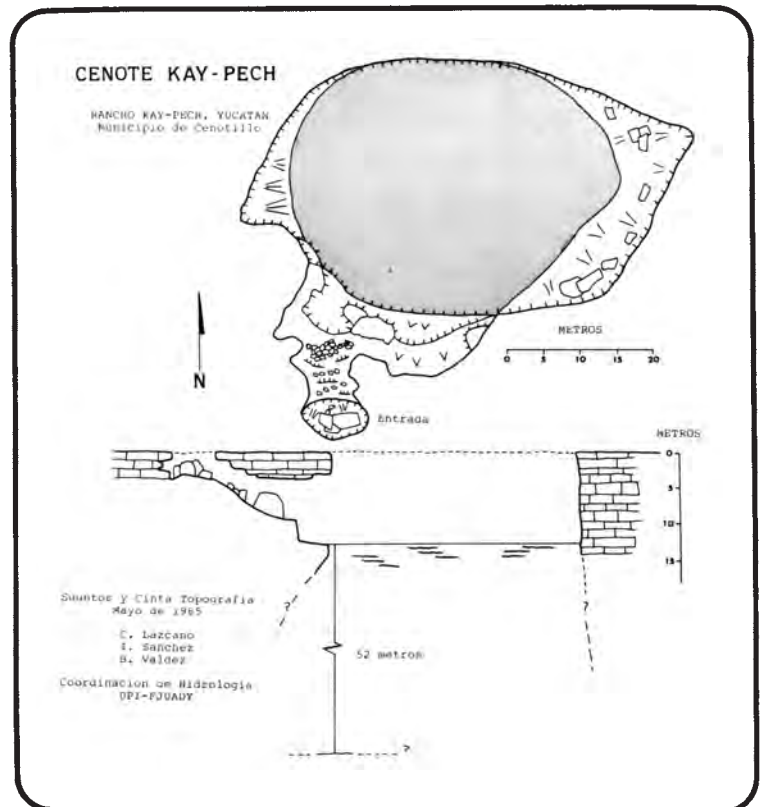 CENOTE KAY-PECH
RANCHO KAY-PECH, YUCATAN
Municipio de Cenotillo
N
METROS
0 5 10 15 20
Entrada
METROS
0
5
10
15
?
?
52 metros
?
Suuntos y Cinta Topografia
Mayo de 1985
C. Lazcano
I. Sanchez
B. Valdez
Coordinacion de Hidrologia